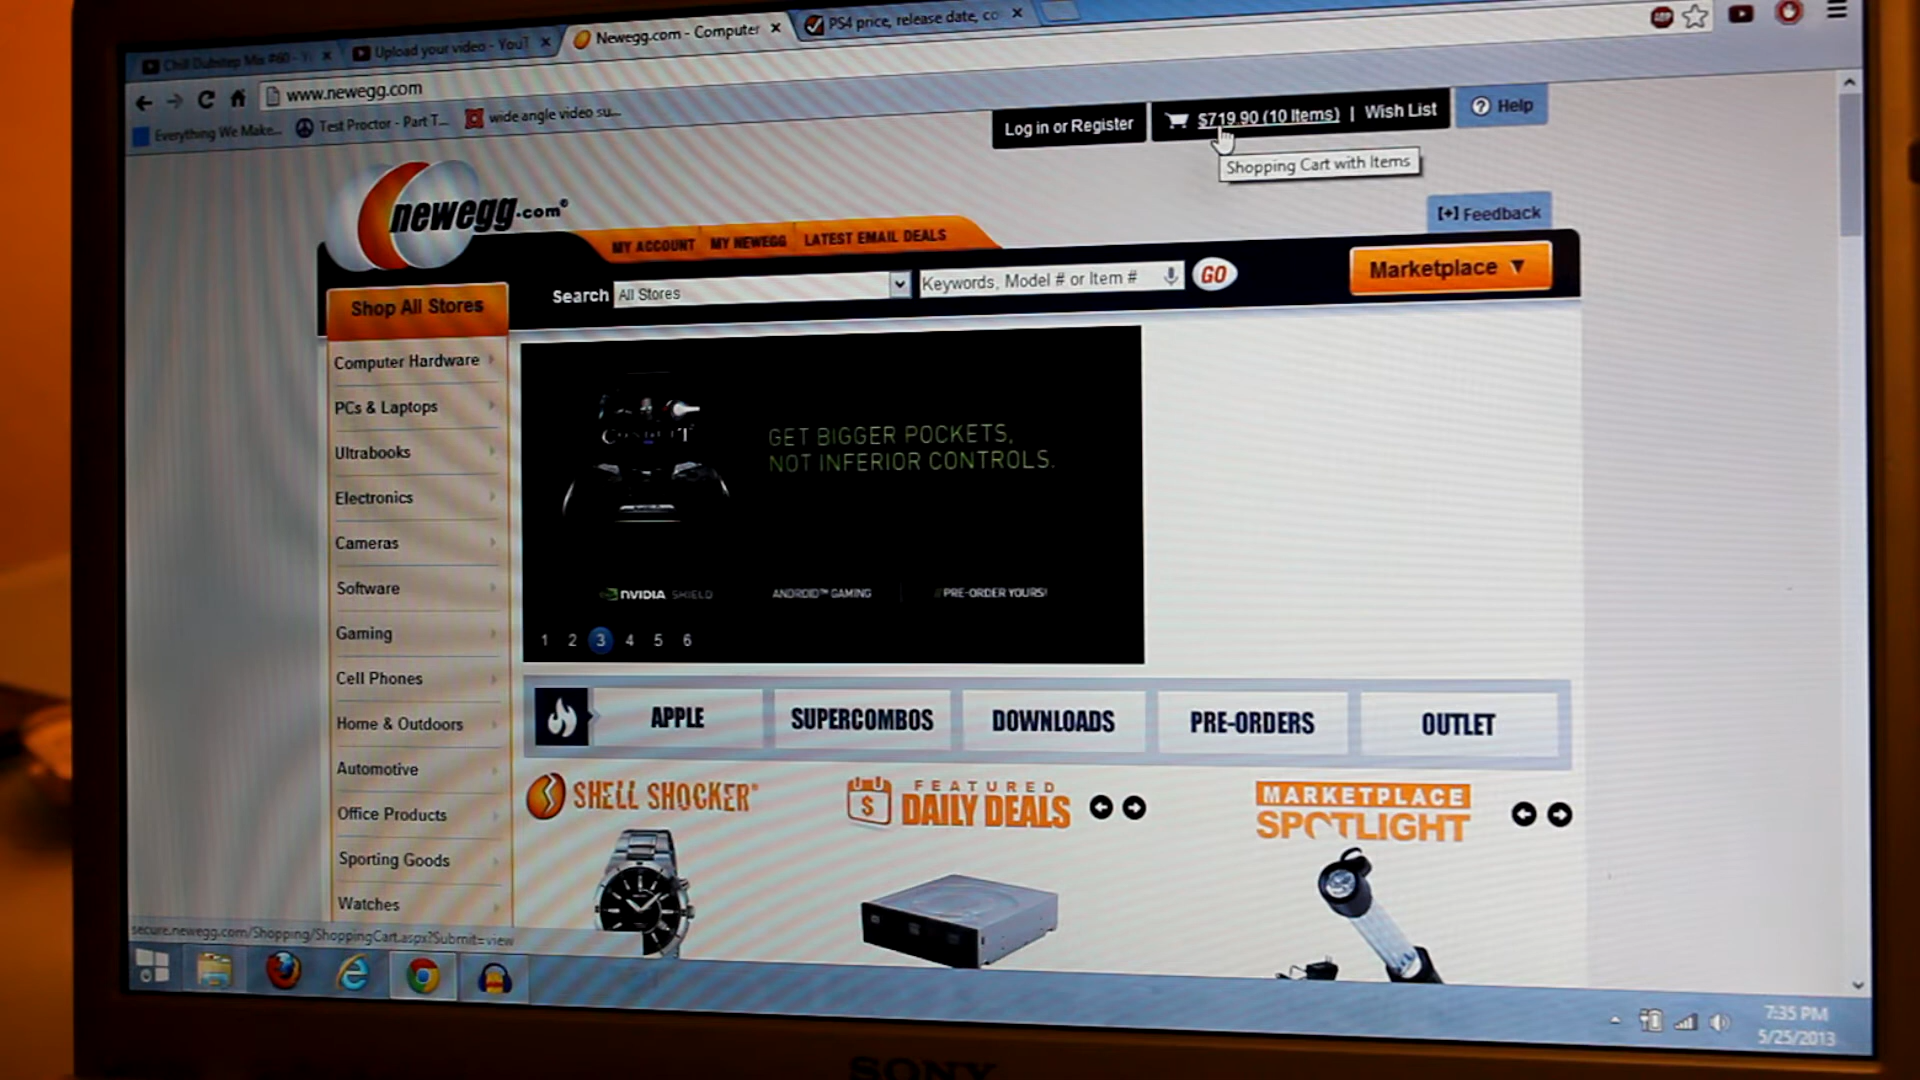 Chill Dubstep Mix #60 - Y
Upload your video - YouT
Newegg.com - Computer
PS4 price, release date, co
www.newegg.com
Everything We Make...
Test Proctor - Part T...
wide angle video su...
Log in or Register
$719.90 (10 Items) | Wish List
? Help
Shopping Cart with Items
newegg.com®
[+] Feedback
MY ACCOUNT MY NEWEGG LATEST EMAIL DEALS
Marketplace ▼
Search All Stores
Keywords, Model # or Item #
GO
Shop All Stores
Computer Hardware
PCs & Laptops
Ultrabooks
Electronics
Cameras
Software
Gaming
Cell Phones
Home & Outdoors
Automotive
Office Products
Sporting Goods
Watches
GET BIGGER POCKETS,
NOT INFERIOR CONTROLS.
NVIDIA SHIELD
ANDROID™ GAMING
// PRE-ORDER YOURS!
1 2 3 4 5 6
APPLE
SUPERCOMBOS
DOWNLOADS
PRE-ORDERS
OUTLET
SHELL SHOCKER®
FEATURED
DAILY DEALS
MARKETPLACE
SPOTLIGHT
secure.newegg.com/Shopping/ShoppingCart.aspx?Submit=view
7:35 PM
5/25/2013
SONY